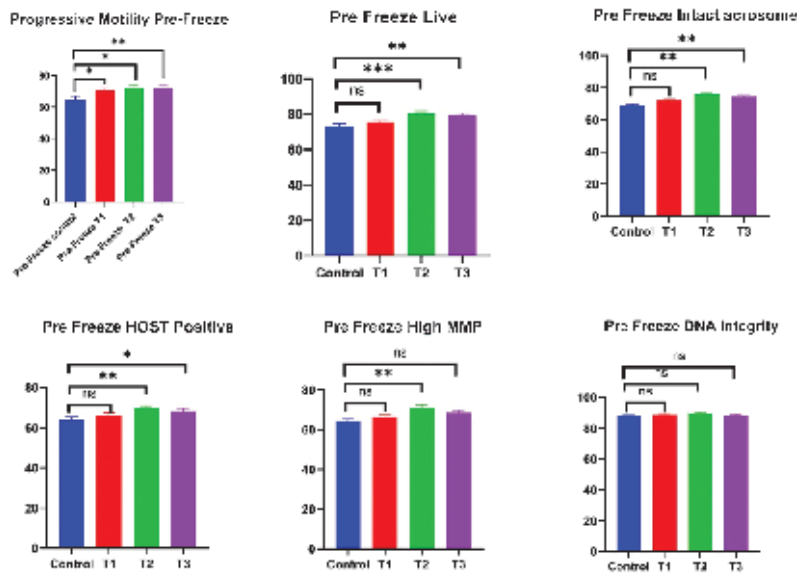 Progressive Motility Pre-Freeze
**
*
*
80
60
40
20
0
Pre Freeze control
Pre Freeze T1
Pre Freeze T2
Pre Freeze T3
Pre Freeze Live
**
***
ns
100
80
60
40
20
0
Control T1 T2 T3
Pre Freeze Intact acrosome
**
**
ns
100
80
60
40
20
0
Control T1 T2 T3
Pre Freeze HOST Positive
*
**
ns
80
60
40
20
0
Control T1 T2 T3
Pre Freeze High MMP
ns
**
ns
80
60
40
20
0
Control T1 T2 T3
Pre Freeze DNA Integrity
ns
ns
ns
100
80
60
40
20
0
Control T1 T2 T3